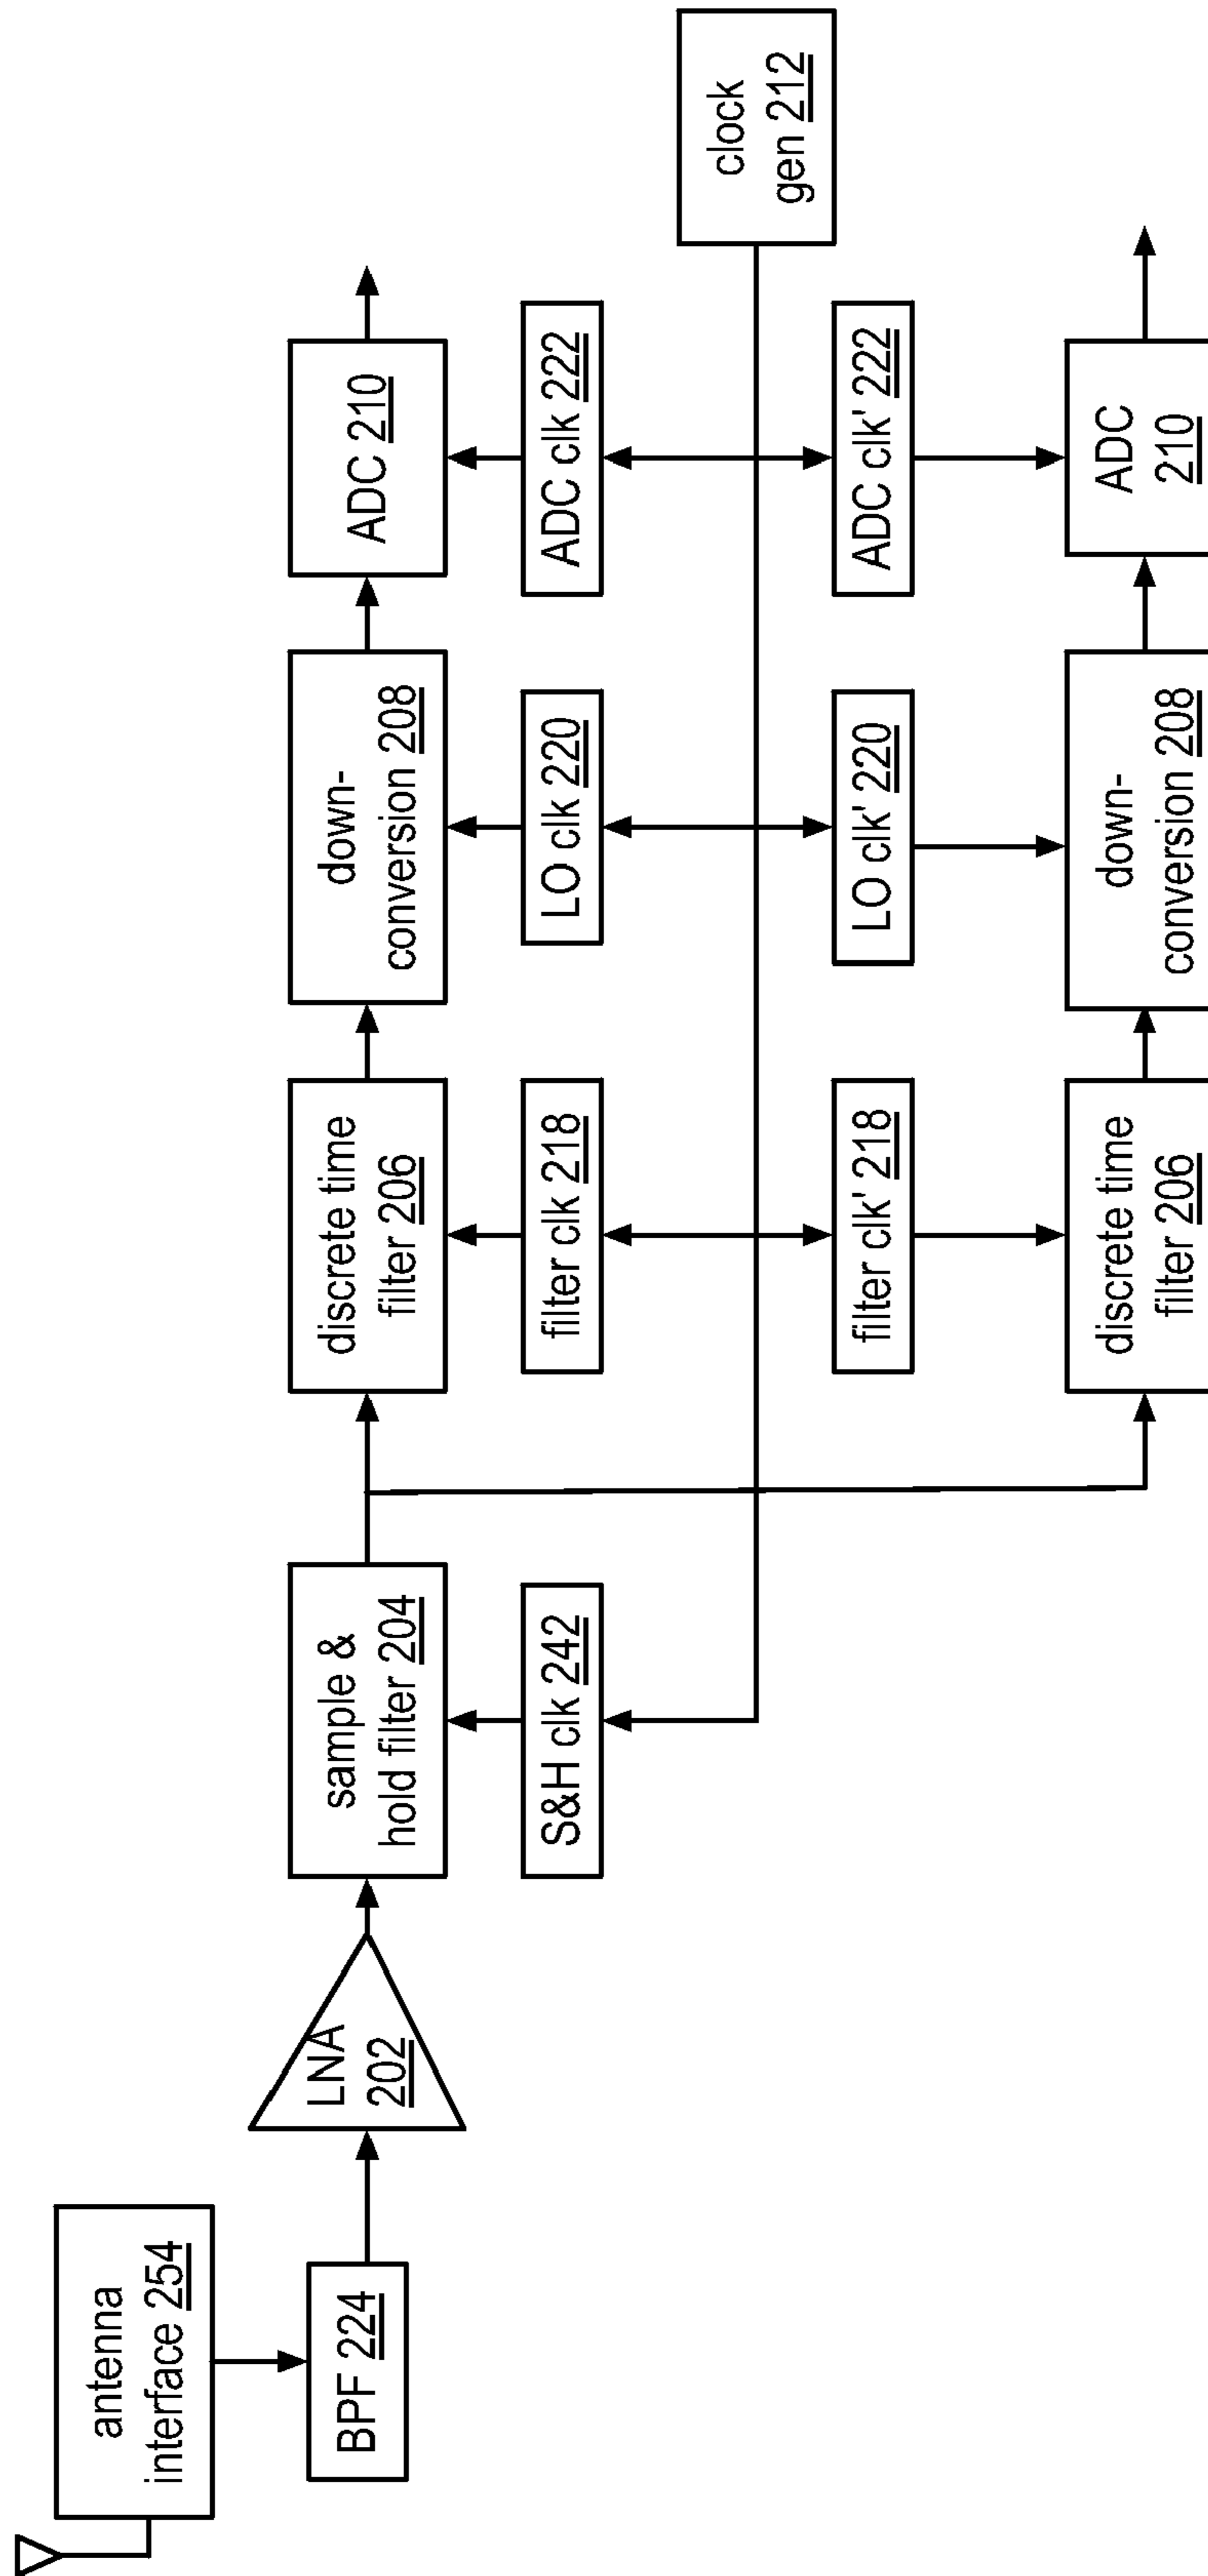 antenna
interface 254
BPF 224
LNA
202
sample &
hold filter 204
S&H clk 242
discrete time
filter 206
filter clk 218
filter clk' 218
discrete time
filter 206
down-
conversion 208
LO clk 220
LO clk' 220
down-
conversion 208
ADC 210
ADC clk 222
ADC clk' 222
ADC
210
clock
gen 212